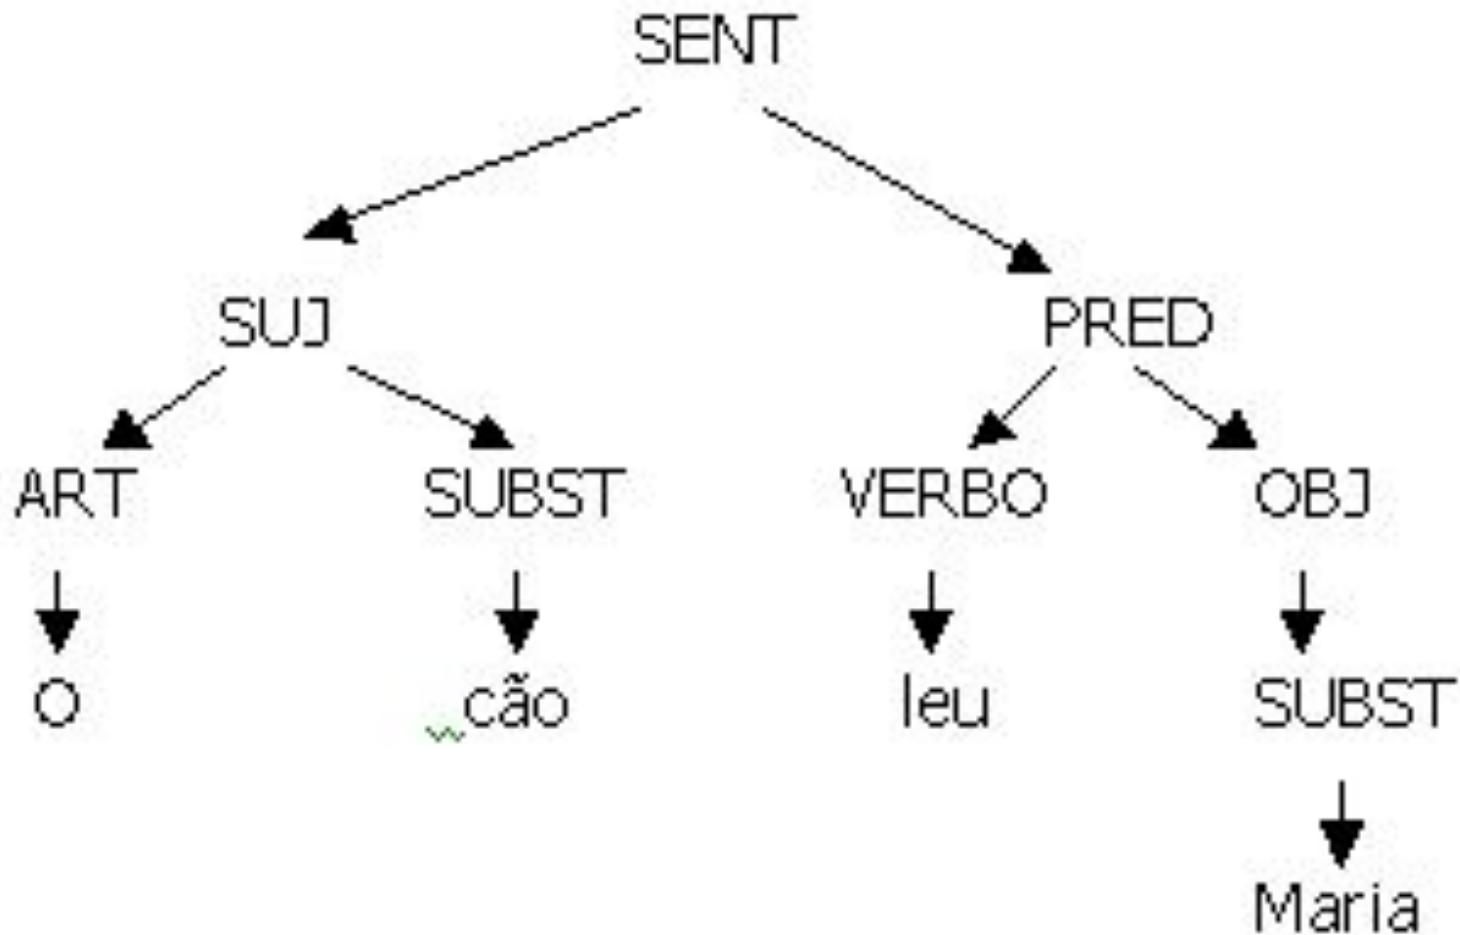 SENT
SUJ PRED
ART SUBST VERBO OBJ
O cão leu SUBST
Maria